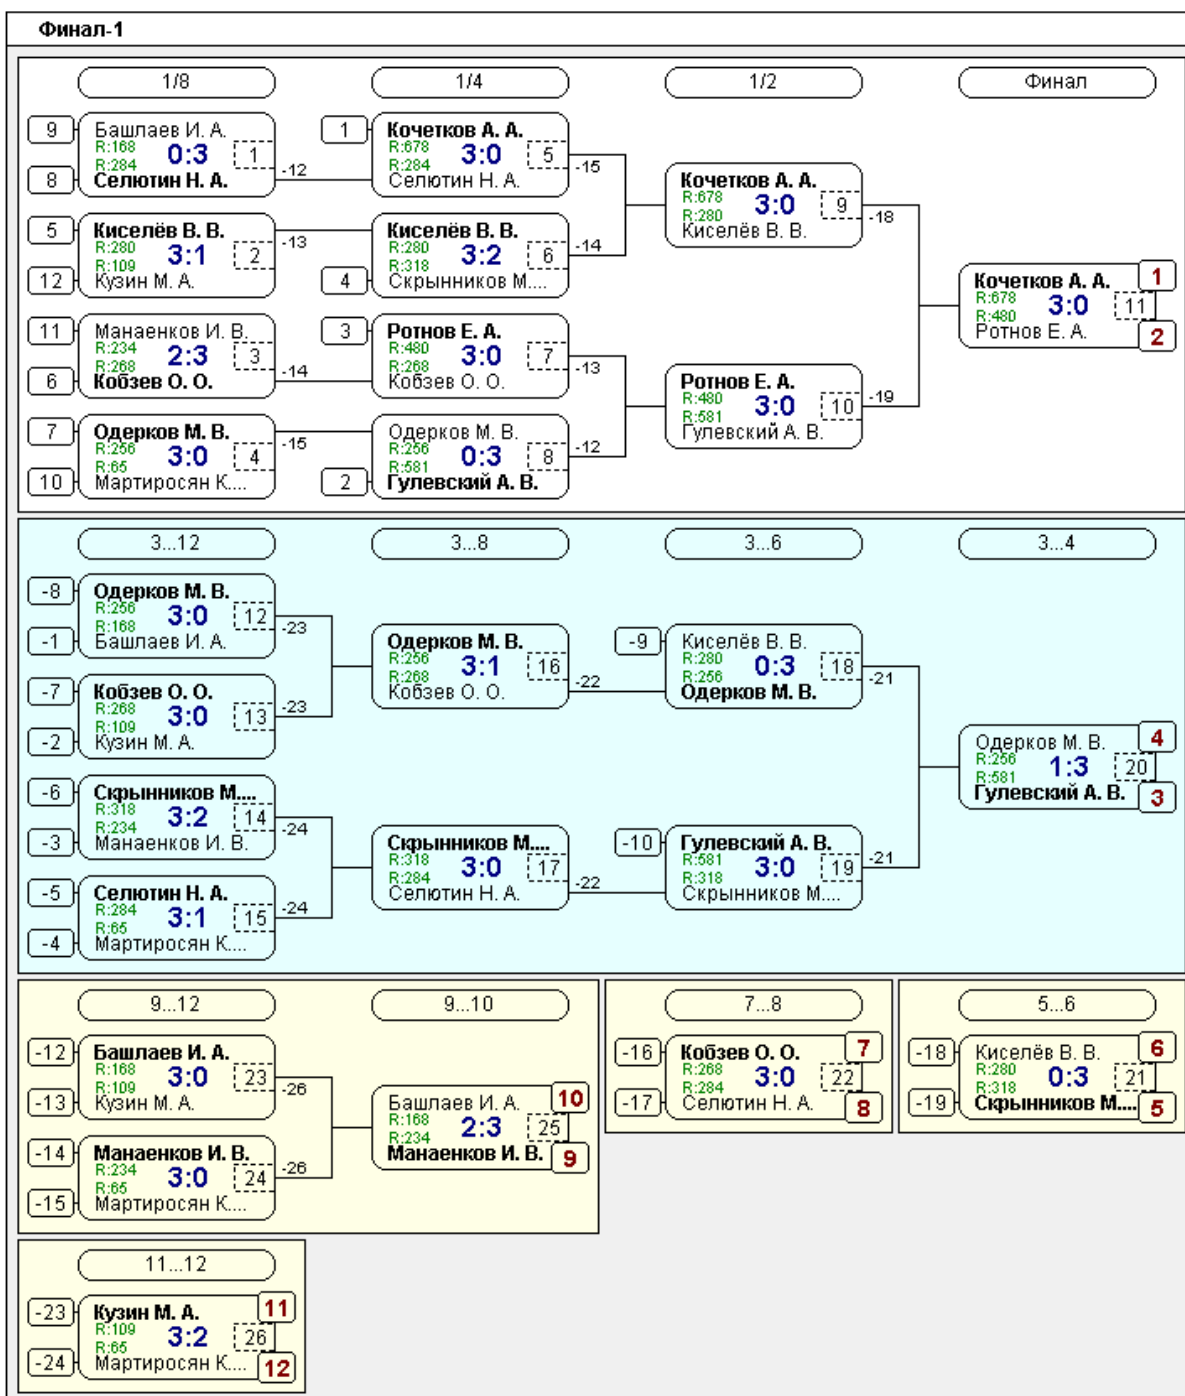 Финал-1
1/8 1/4 1/2 Финал
9 Башлаев И. А. R:168 0:3 R:284 1 8 Селютин Н. А. -12
5 Киселёв В. В. R:280 3:1 R:109 2 12 Кузин М. А. -13
11 Манаенков И. В. R:234 2:3 R:268 3 6 Кобзев О. О. -14
7 Одерков М. В. R:256 3:0 R:65 4 10 Мартиросян К.... -15
1 Кочетков А. А. R:678 3:0 R:284 5 Селютин Н. А. -15
Киселёв В. В. R:280 3:2 R:318 6 4 Скрынников М.... -14
3 Ротнов Е. А. R:480 3:0 R:268 7 Кобзев О. О. -13
Одерков М. В. R:256 0:3 R:581 8 2 Гулевский А. В. -12
Кочетков А. А. R:678 3:0 R:280 9 Киселёв В. В. -18
Ротнов Е. А. R:480 3:0 R:581 10 Гулевский А. В. -19
Кочетков А. А. 1 R:678 3:0 R:480 11 Ротнов Е. А. 2
3...12 3...8 3...6 3...4
-8 Одерков М. В. R:256 3:0 R:168 12 -1 Башлаев И. А. -23
-7 Кобзев О. О. R:268 3:0 R:109 13 -2 Кузин М. А. -23
-6 Скрынников М.... R:318 3:2 R:234 14 -3 Манаенков И. В. -24
-5 Селютин Н. А. R:284 3:1 R:65 15 -4 Мартиросян К.... -24
Одерков М. В. R:256 3:1 R:268 16 Кобзев О. О. -22
Скрынников М.... R:318 3:0 R:284 17 Селютин Н. А. -22
-9 Киселёв В. В. R:280 0:3 R:256 18 Одерков М. В. -21
-10 Гулевский А. В. R:581 3:0 R:318 19 Скрынников М.... -21
Одерков М. В. 4 R:256 1:3 R:581 20 Гулевский А. В. 3
9...12 9...10 7...8 5...6
-12 Башлаев И. А. R:168 3:0 R:109 23 -13 Кузин М. А. -26
-14 Манаенков И. В. R:234 3:0 R:65 24 -15 Мартиросян К.... -26
Башлаев И. А. 10 R:168 2:3 R:234 25 Манаенков И. В. 9
-16 Кобзев О. О. 7 R:268 3:0 R:284 22 -17 Селютин Н. А. 8
-18 Киселёв В. В. 6 R:280 0:3 R:318 21 -19 Скрынников М.... 5
11...12
-23 Кузин М. А. 11 R:109 3:2 R:65 26 -24 Мартиросян К.... 12